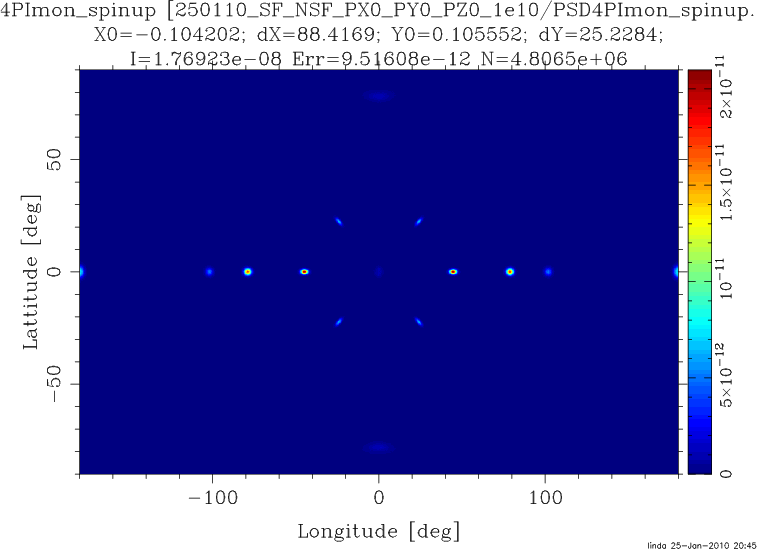 4PImon_spinup [250110_SF_NSF_PX0_PY0_PZ0_1e10/PSD4PImon_spinup.
X0=−0.104202; dX=88.4169; Y0=0.105552; dY=25.2284;
I=1.76923e−08 Err=9.51608e−12 N=4.8065e+06
2×10⁻¹¹
1.5×10⁻¹¹
10⁻¹¹
5×10⁻¹²
0
50
0
−50
Lattitude [deg]
−100 0 100
Longitude [deg]
linda 25-Jan-2010 20:45